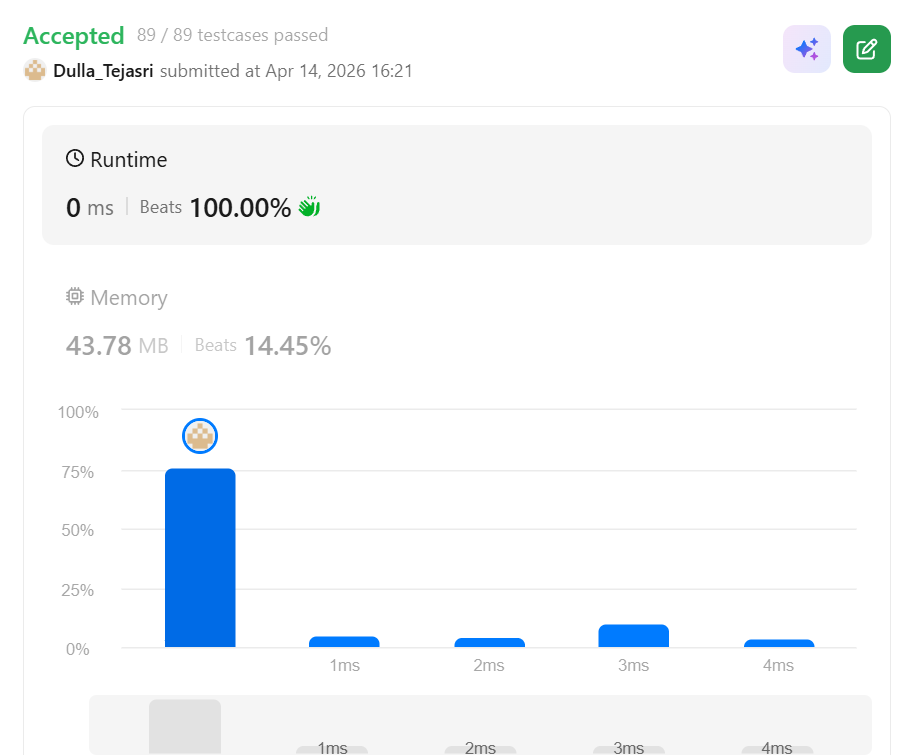 Accepted 89 / 89 testcases passed
Dulla_Tejasri submitted at Apr 14, 2026 16:21
Runtime
0 ms Beats 100.00%
Memory
43.78 MB Beats 14.45%
100%
75%
50%
25%
0%
1ms 2ms 3ms 4ms
1ms 2ms 3ms 4ms